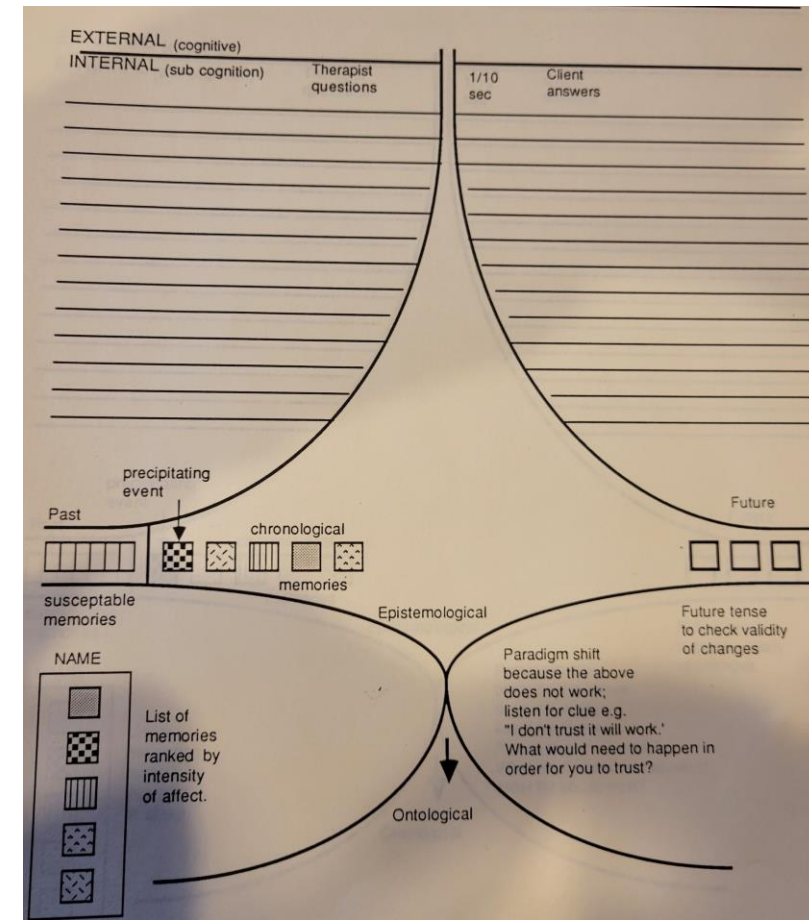 EXTERNAL (cognitive)
INTERNAL (sub cognition)
Therapist
questions
1/10
sec
Client
answers
precipitating
event
Past
chronological
memories
susceptable
memories
Future
Future tense
to check validity
of changes
Epistemological
Paradigm shift
because the above
does not work;
listen for clue e.g.
"I don't trust it will work.'
What would need to happen in
order for you to trust?
NAME
List of
memories
ranked by
intensity
of affect.
Ontological